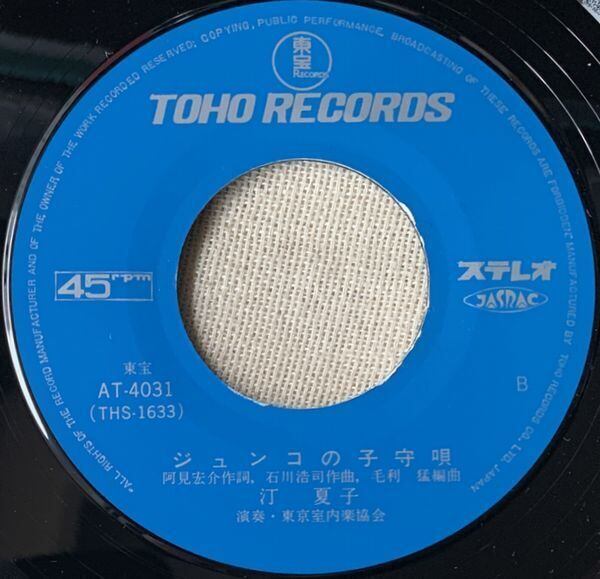 東宝
RECORDS
TOHO RECORDS
45rpm
ステレオ
JASRAC
東宝
AT-4031
(THS-1633)
B
ジュンコの子守唄
阿見宏介作詞, 石川浩司作曲, 毛利 猛編曲
汀 夏子
演奏・東京室内楽協会
*ALL RIGHTS OF THE RECORD MANUFACTURER AND OF THE OWNER OF THE WORK RECORDED RESERVED; COPYING, PUBLIC PERFORMANCE, BROADCASTING OF THESE RECORDS ARE FORBIDDEN: MANUFACTURED BY TOHO RECORDS CO., LTD. JAPAN